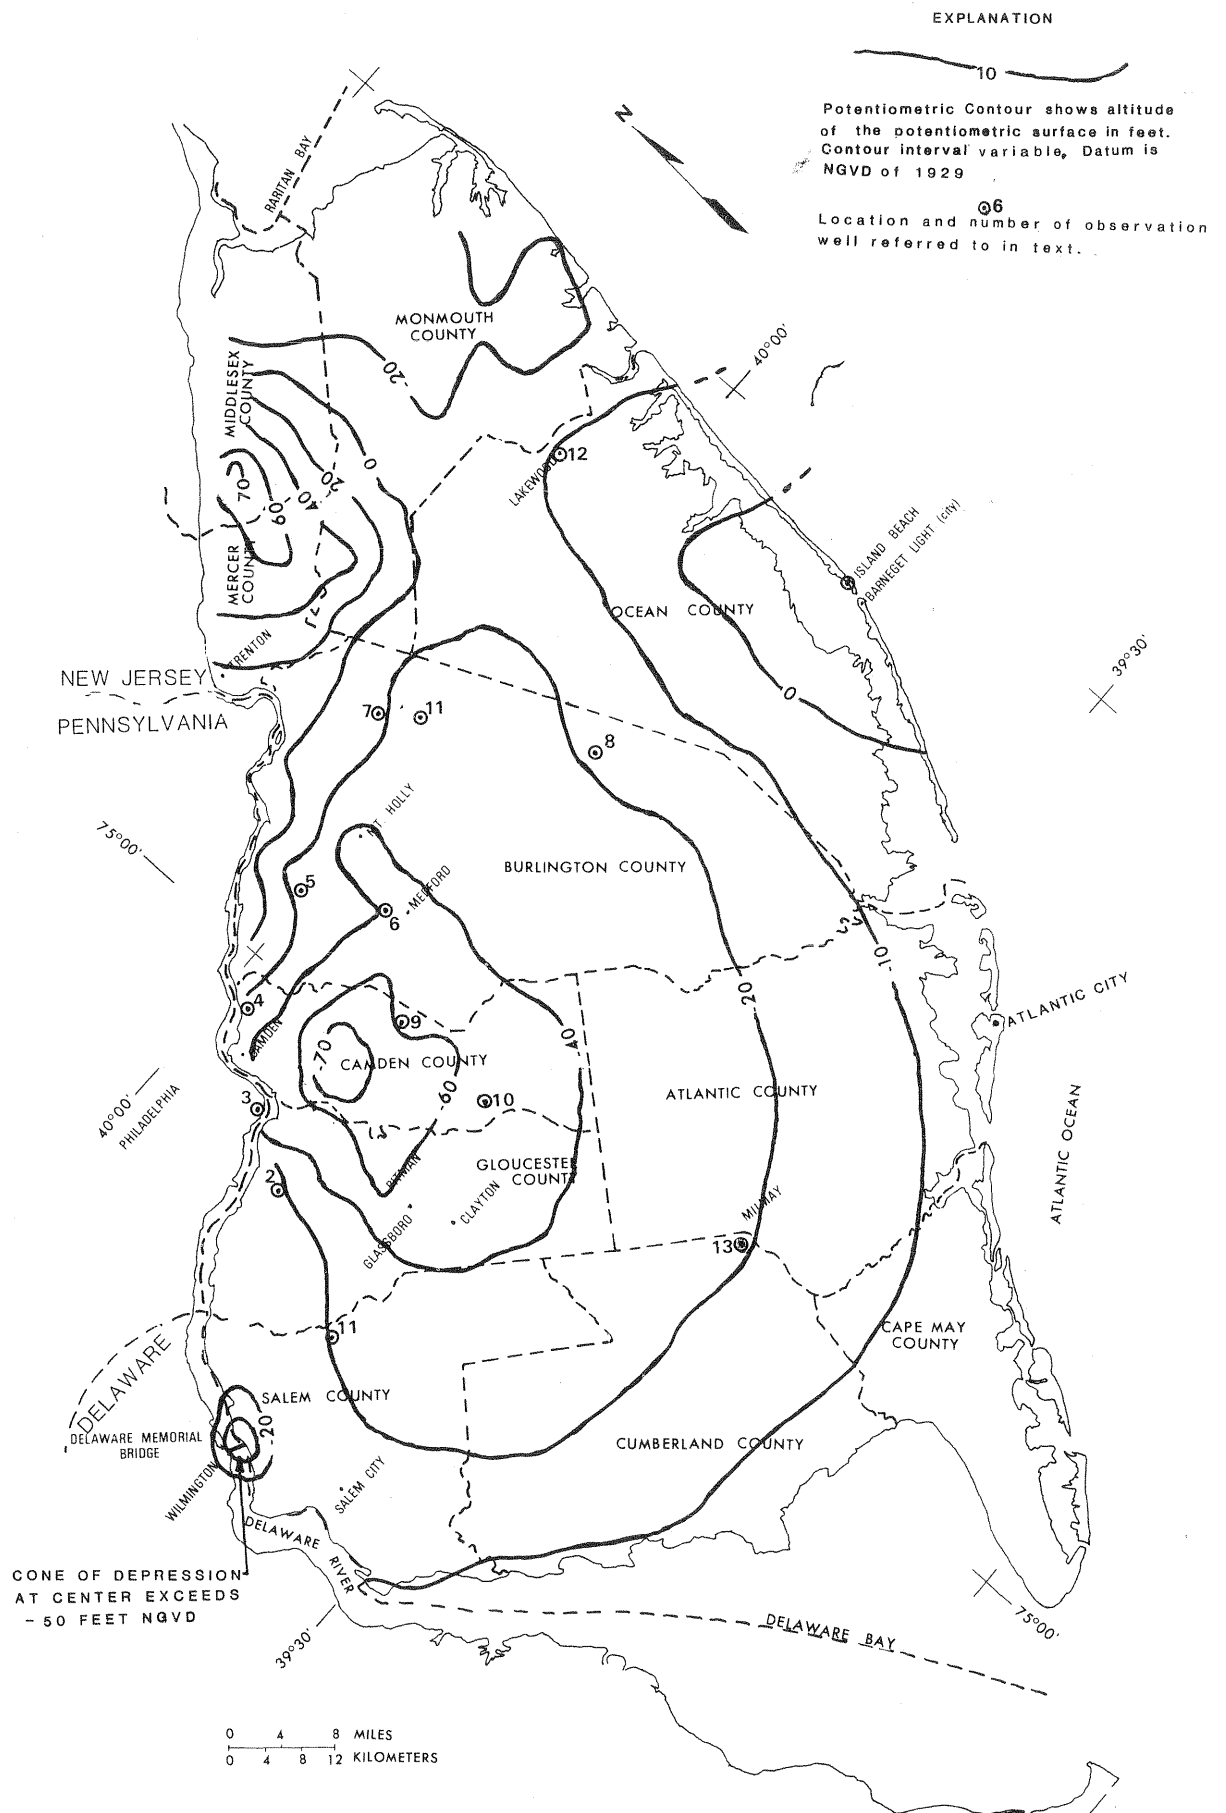 EXPLANATION
10
Potentiometric Contour shows altitude
of the potentiometric surface in feet.
Contour interval variable, Datum is
NGVD of 1929
6
Location and number of observation
well referred to in text.
N
RARITAN BAY
MONMOUTH
COUNTY
40°00'
-20
MIDDLESEX
COUNTY
0
12
LAKEWOOD
70
20
40
60
MERCER
COUNTY
ISLAND BEACH
BARNEGET LIGHT (city)
OCEAN COUNTY
39°30'
TRENTON
NEW JERSEY
PENNSYLVANIA
0
7
11
8
MT. HOLLY
75°00'
BURLINGTON COUNTY
5
MEDFORD
6
-10
-20
4
ATLANTIC CITY
9
CAMDEN
-40
-70
CAMDEN COUNTY
-60
10
ATLANTIC COUNTY
40°00'
PHILADELPHIA
3
ATLANTIC OCEAN
2
PITMAN
GLOUCESTER
COUNTY
CLAYTON
GLASSBORO
MILMAY
13
11
CAPE MAY
COUNTY
DELAWARE
SALEM COUNTY
-20
DELAWARE MEMORIAL
BRIDGE
CUMBERLAND COUNTY
WILMINGTON
SALEM CITY
DELAWARE RIVER
CONE OF DEPRESSION
AT CENTER EXCEEDS
-50 FEET NGVD
75°00'
DELAWARE BAY
39°30'
0 4 8 MILES
0 4 8 12 KILOMETERS